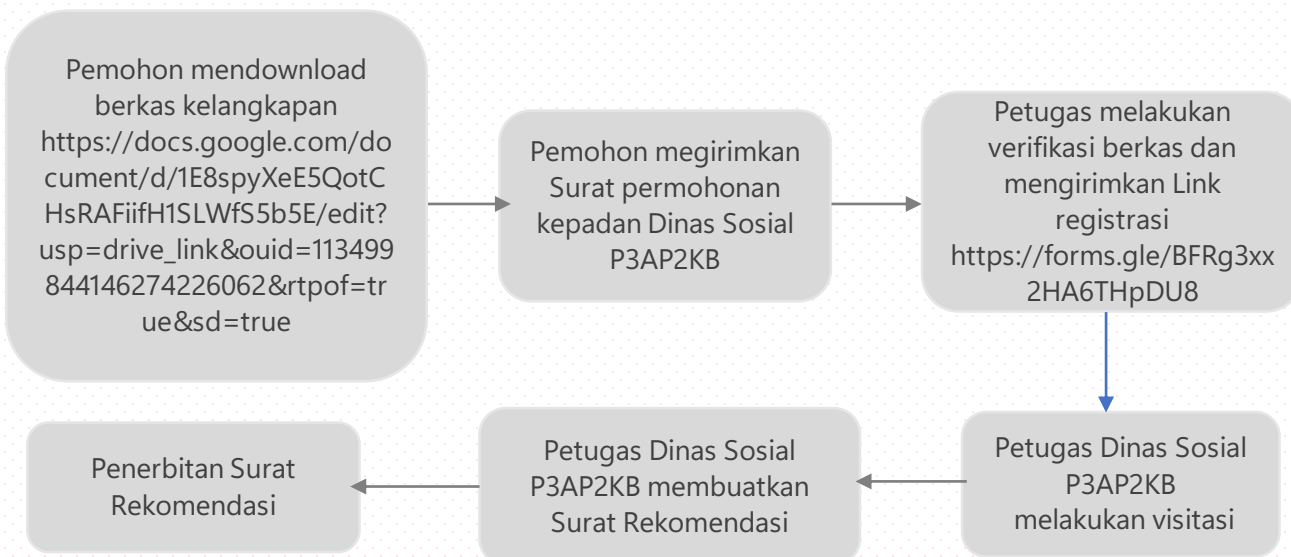 Pemohon mendownload
berkas kelangkapan
https://docs.google.com/do
cument/d/1E8spyXeE5QotC
HsRAFiifH1SLWfS5b5E/edit?
usp=drive_link&ouid=113499
844146274226062&rtpof=tr
ue&sd=true
Pemohon megirimkan
Surat permohonan
kepadan Dinas Sosial
P3AP2KB
Petugas melakukan
verifikasi berkas dan
mengirimkan Link
registrasi
https://forms.gle/BFRg3xx
2HA6THpDU8
Petugas Dinas Sosial
P3AP2KB
melakukan visitasi
Petugas Dinas Sosial
P3AP2KB membuatkan
Surat Rekomendasi
Penerbitan Surat
Rekomendasi